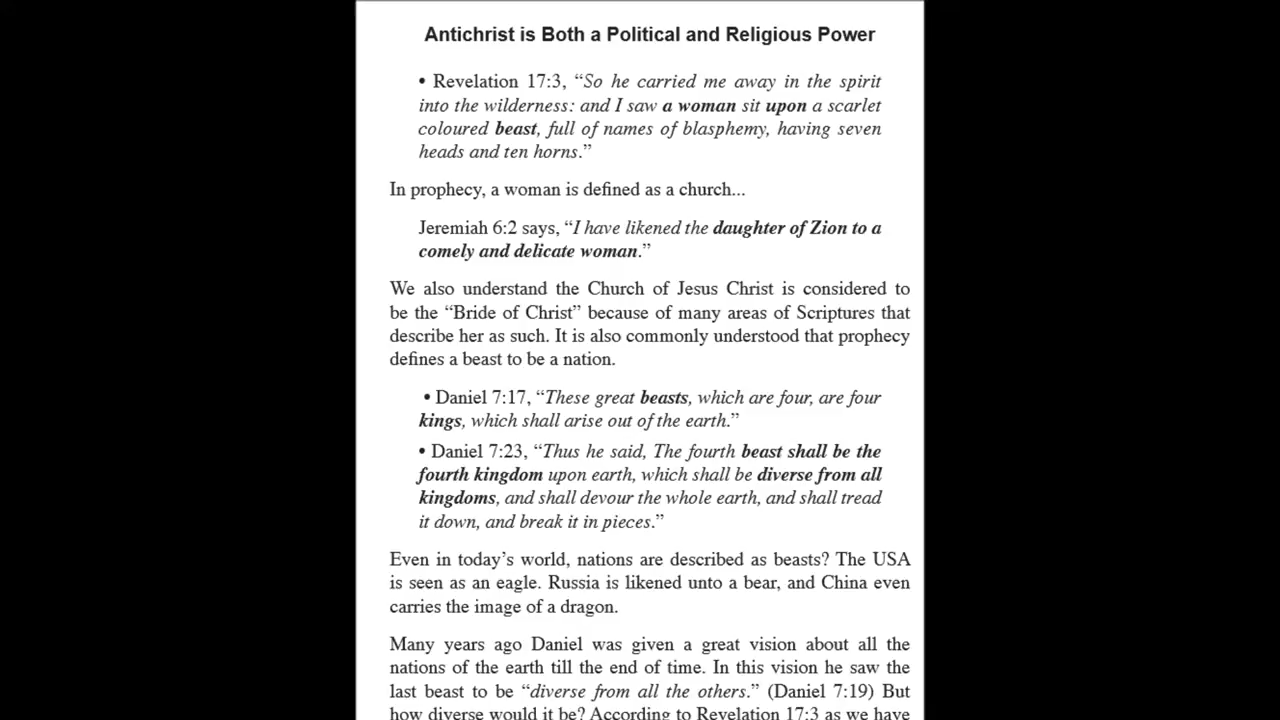 Antichrist is Both a Political and Religious Power
• Revelation 17:3, “So he carried me away in the spirit
into the wilderness: and I saw a woman sit upon a scarlet
coloured beast, full of names of blasphemy, having seven
heads and ten horns.”
In prophecy, a woman is defined as a church...
Jeremiah 6:2 says, “I have likened the daughter of Zion to a
comely and delicate woman.”
We also understand the Church of Jesus Christ is considered to
be the “Bride of Christ” because of many areas of Scriptures that
describe her as such. It is also commonly understood that prophecy
defines a beast to be a nation.
• Daniel 7:17, “These great beasts, which are four, are four
kings, which shall arise out of the earth.”
• Daniel 7:23, “Thus he said, The fourth beast shall be the
fourth kingdom upon earth, which shall be diverse from all
kingdoms, and shall devour the whole earth, and shall tread
it down, and break it in pieces.”
Even in today’s world, nations are described as beasts? The USA
is seen as an eagle. Russia is likened unto a bear, and China even
carries the image of a dragon.
Many years ago Daniel was given a great vision about all the
nations of the earth till the end of time. In this vision he saw the
last beast to be “diverse from all the others.” (Daniel 7:19) But
how diverse would it be? According to Revelation 17:3 as we have